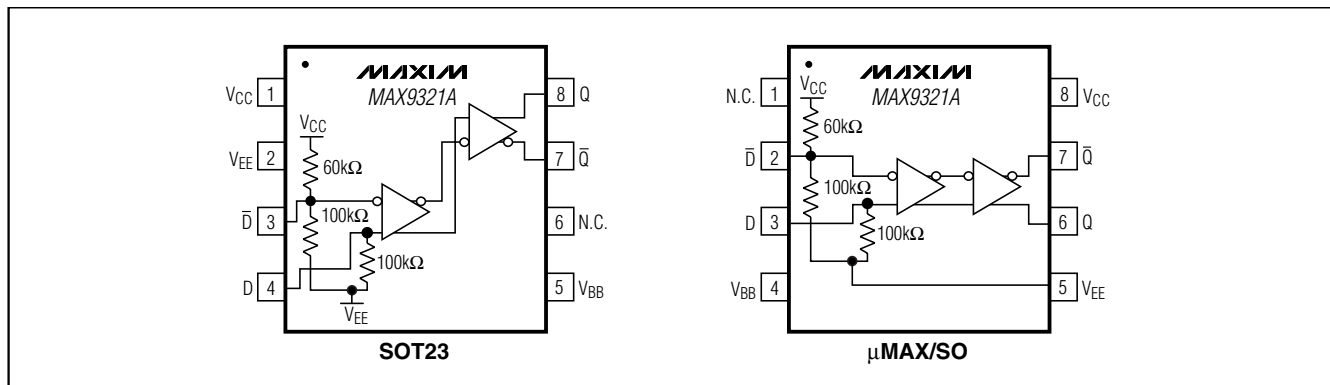 MAXIM
MAX9321A
VCC 1
VEE 2
D̅ 3
D 4
8 Q
7 Q̅
6 N.C.
5 VBB
VCC
60kΩ
100kΩ
100kΩ
VEE
SOT23
MAXIM
MAX9321A
N.C. 1
D̅ 2
D 3
VBB 4
8 VCC
7 Q̅
6 Q
5 VEE
VCC
60kΩ
100kΩ
100kΩ
μMAX/SO